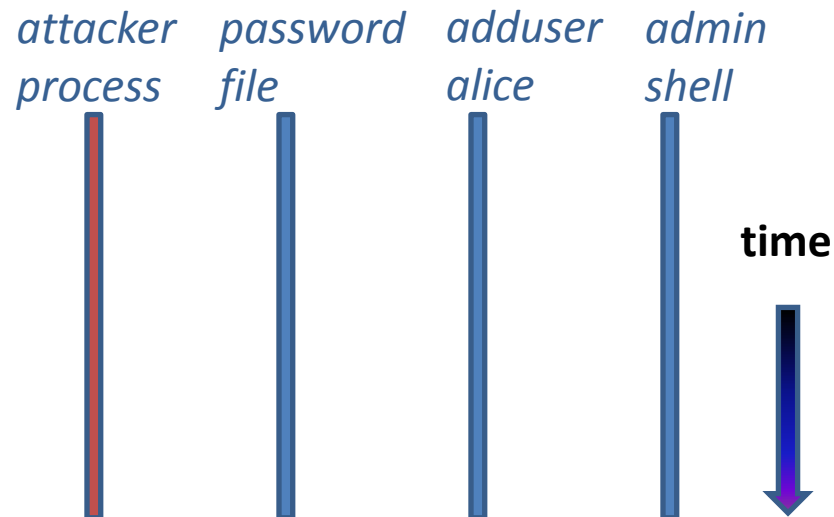 attacker password adduser admin
process file alice shell
time